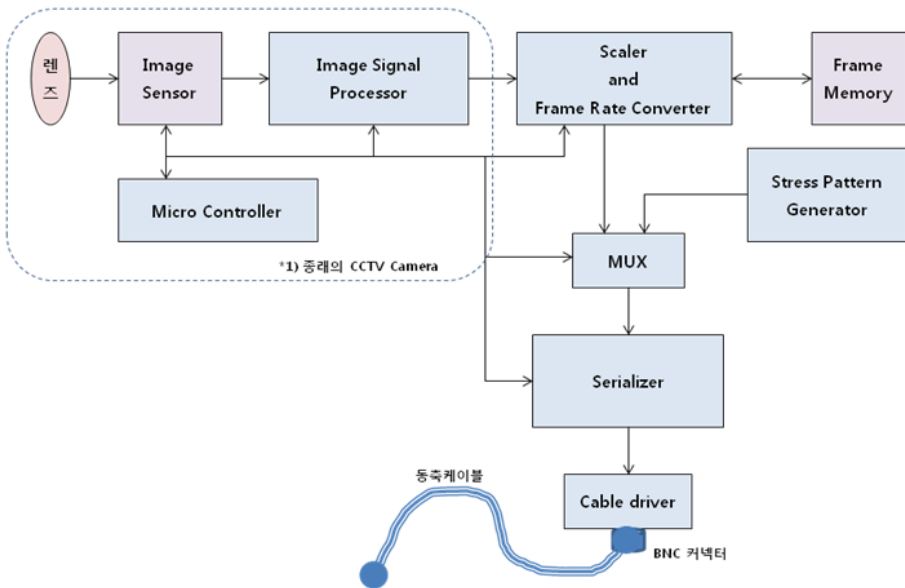 렌
즈
Image
Sensor
Image Signal
Processor
Scaler
and
Frame Rate Converter
Frame
Memory
Micro Controller
Stress Pattern
Generator
*1) 종래의 CCTV Camera
MUX
Serializer
동축케이블
Cable driver
BNC 커넥터